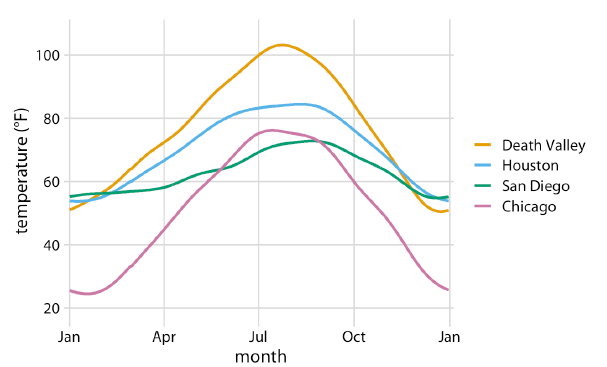 temperature (°F)
100
80
60
40
20
Jan
Apr
Jul
Oct
Jan
month
Death Valley
Houston
San Diego
Chicago